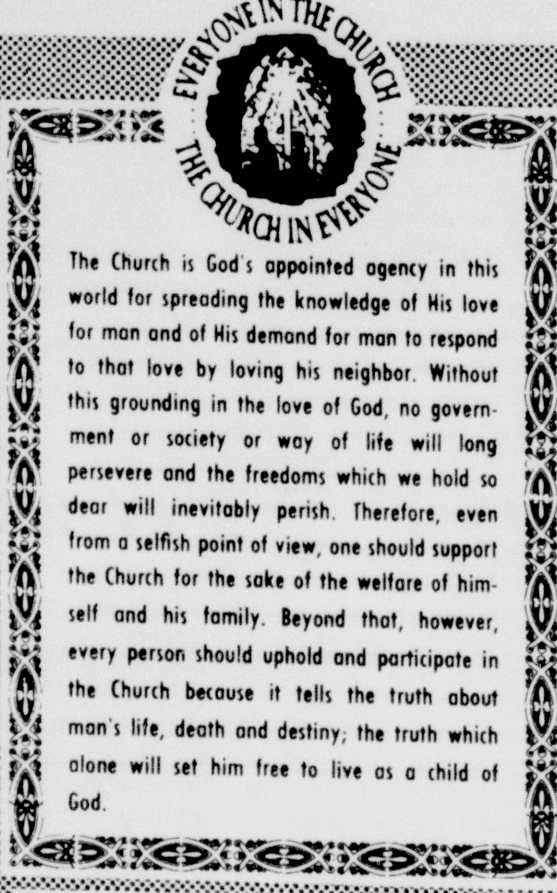 EVERYONE IN THE CHURCH
THE CHURCH IN EVERYONE
The Church is God's appointed agency in this
world for spreading the knowledge of His love
for man and of His demand for man to respond
to that love by loving his neighbor. Without
this grounding in the love of God, no govern-
ment or society or way of life will long
persevere and the freedoms which we hold so
dear will inevitably perish. Therefore, even
from a selfish point of view, one should support
the Church for the sake of the welfare of him-
self and his family. Beyond that, however,
every person should uphold and participate in
the Church because it tells the truth about
man's life, death and destiny; the truth which
alone will set him free to live as a child of
God.